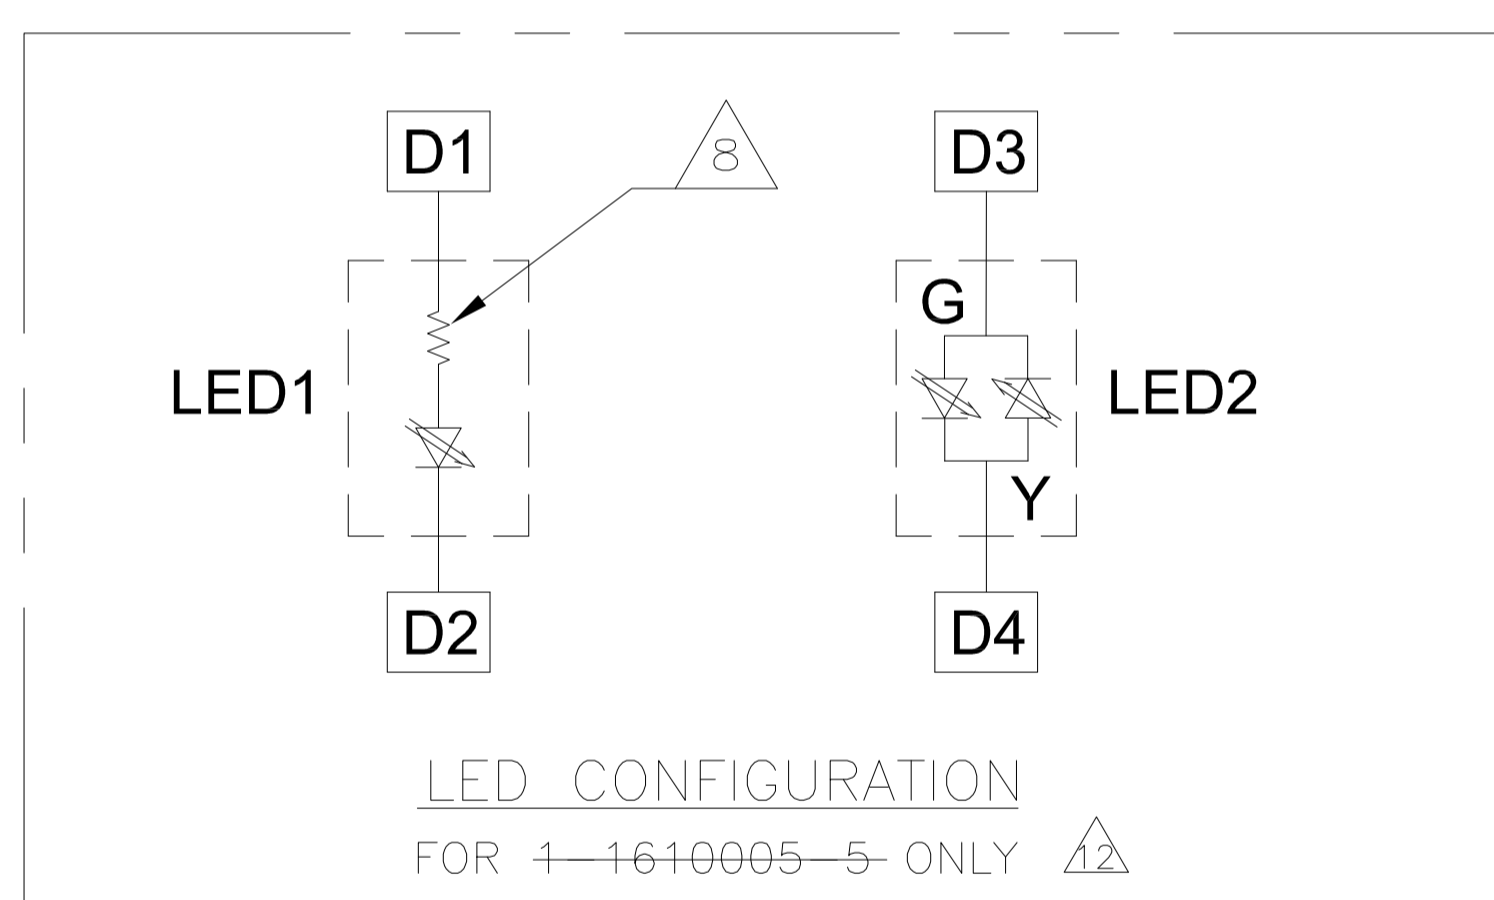 D1
8
D3
G
LED1
LED2
Y
D2
D4
LED CONFIGURATION
FOR 1-1610005-5 ONLY 12